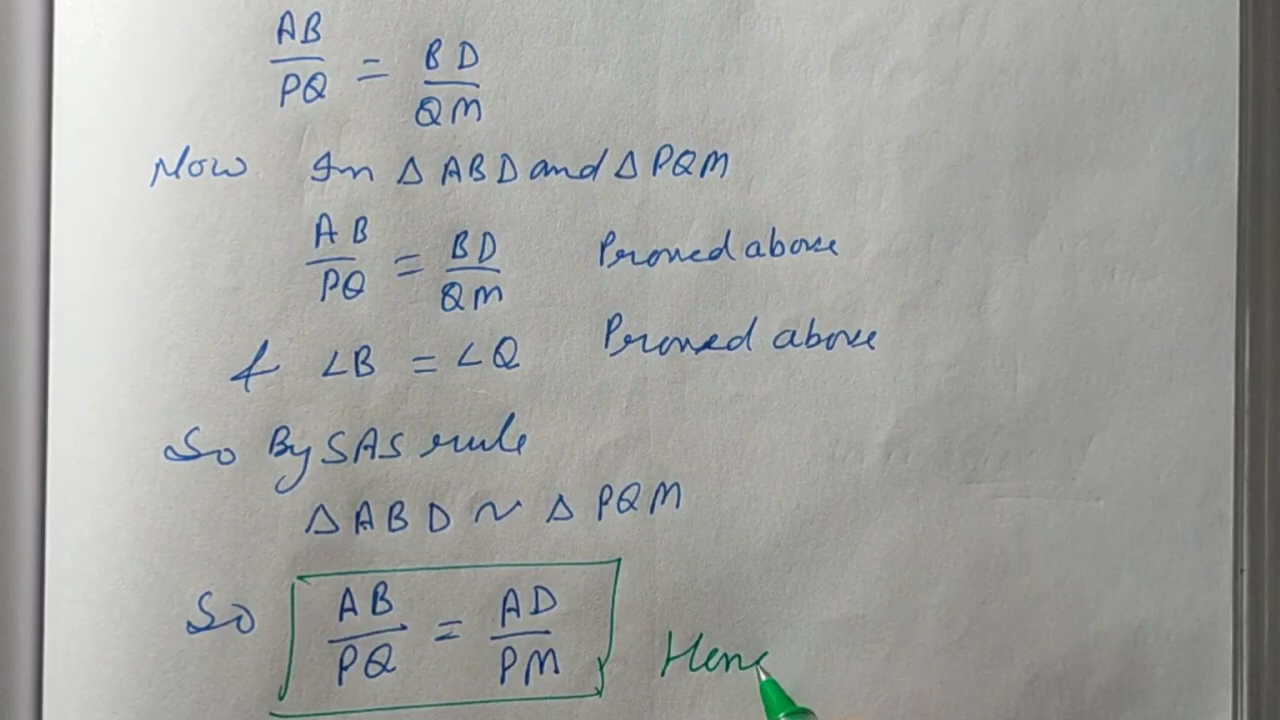 AB/PQ = BD/QM
Now In Δ ABD and Δ PQM
AB/PQ = BD/QM Proved above
& ∠B = ∠Q Proved above
So By SAS rule
Δ ABD ~ Δ PQM
So AB/PQ = AD/PM Henc